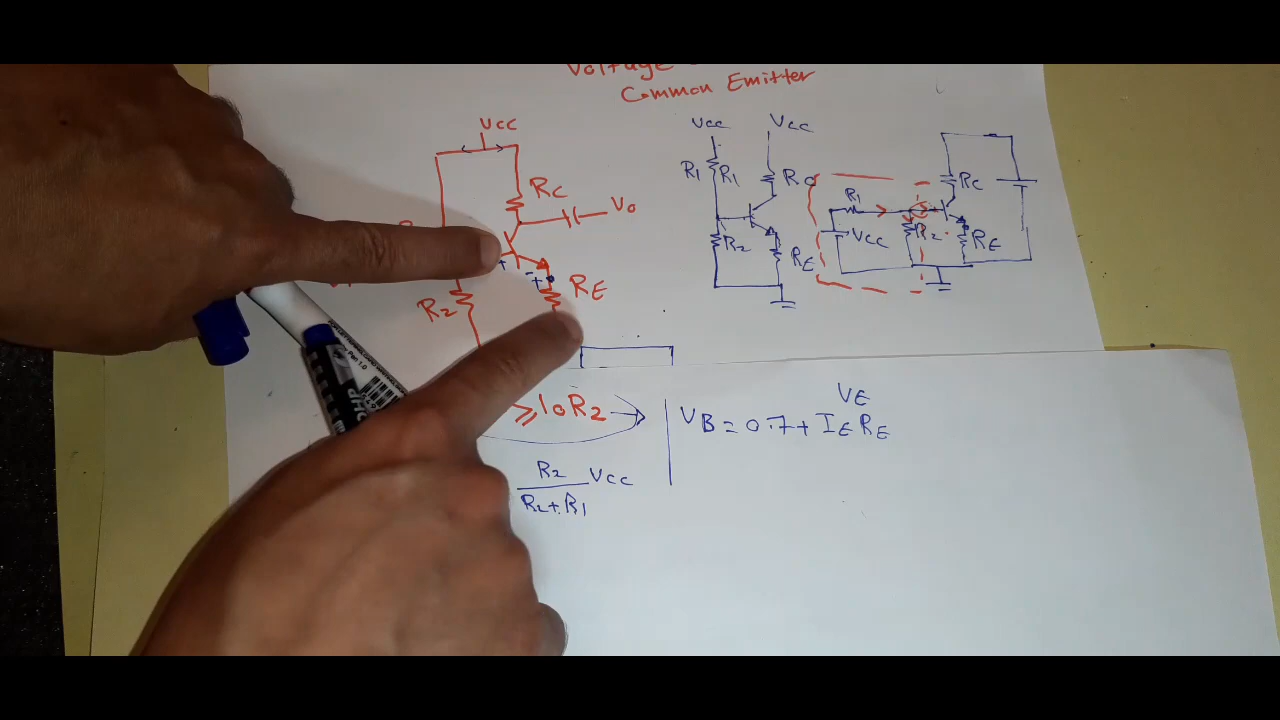 Voltage
Common Emitter
VCC
RC
Vo
RE
R2
VCC
VCC
R1
R1
R2
RE
R1
VCC
R2
RC
RE
≥10R2
R2
R2+R1
VCC
VE
VB = 0.7 + IE RE